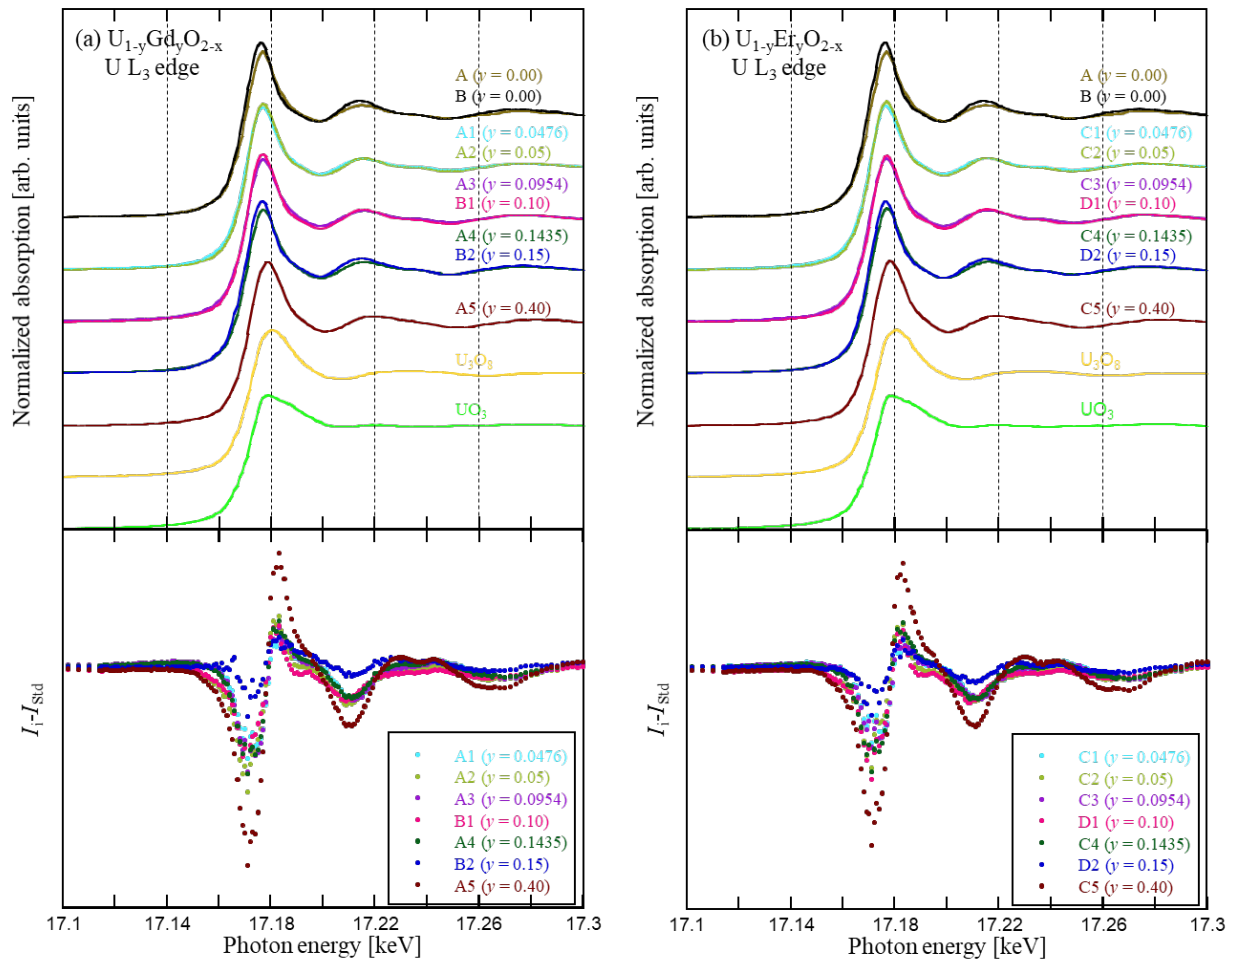 (a) U1-yGdyO2-x
U L3 edge
A (y = 0.00)
B (y = 0.00)
A1 (y = 0.0476)
A2 (y = 0.05)
A3 (y = 0.0954)
B1 (y = 0.10)
A4 (y = 0.1435)
B2 (y = 0.15)
A5 (y = 0.40)
U3O8
UO3
Normalized absorption [arb. units]
Ii-IStd
A1 (y = 0.0476)
A2 (y = 0.05)
A3 (y = 0.0954)
B1 (y = 0.10)
A4 (y = 0.1435)
B2 (y = 0.15)
A5 (y = 0.40)
17.1 17.14 17.18 17.22 17.26 17.3
Photon energy [keV]
(b) U1-yEryO2-x
U L3 edge
A (y = 0.00)
B (y = 0.00)
C1 (y = 0.0476)
C2 (y = 0.05)
C3 (y = 0.0954)
D1 (y = 0.10)
C4 (y = 0.1435)
D2 (y = 0.15)
C5 (y = 0.40)
U3O8
UO3
Normalized absorption [arb. units]
Ii-IStd
C1 (y = 0.0476)
C2 (y = 0.05)
C3 (y = 0.0954)
D1 (y = 0.10)
C4 (y = 0.1435)
D2 (y = 0.15)
C5 (y = 0.40)
17.1 17.14 17.18 17.22 17.26 17.3
Photon energy [keV]